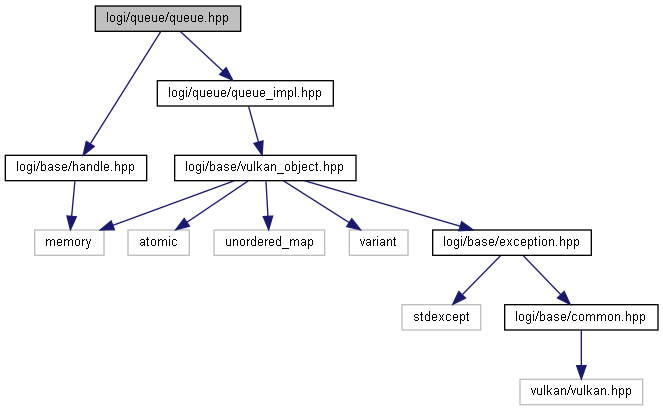 logi/queue/queue.hpp
logi/queue/queue_impl.hpp
logi/base/handle.hpp
logi/base/vulkan_object.hpp
memory
atomic
unordered_map
variant
logi/base/exception.hpp
stdexcept
logi/base/common.hpp
vulkan/vulkan.hpp